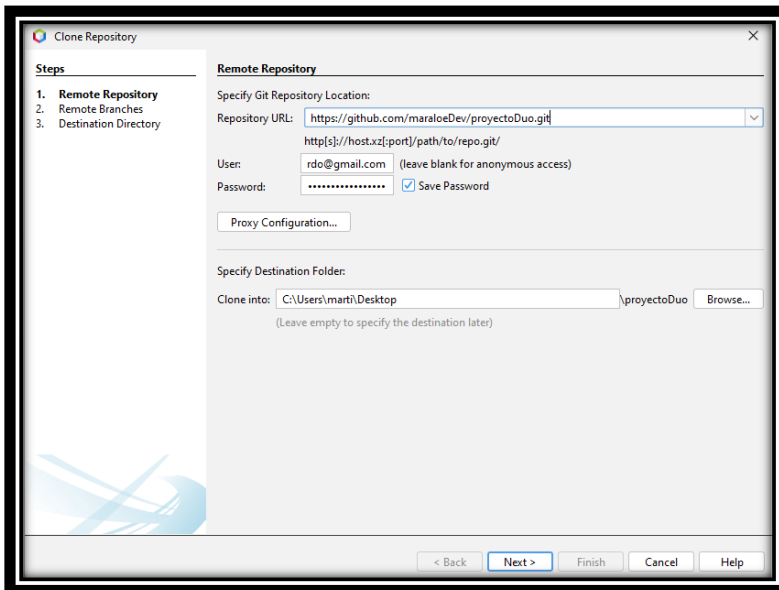 Clone Repository
Steps
1. Remote Repository
2. Remote Branches
3. Destination Directory
Remote Repository
Specify Git Repository Location:
Repository URL: https://github.com/maraloeDev/proyectoDuo.git
http[s]://host.xz[:port]/path/to/repo.git/
User: rdo@gmail.com (leave blank for anonymous access)
Password: ••••••••••••••••• Save Password
Proxy Configuration...
Specify Destination Folder:
Clone into: C:\Users\marti\Desktop \proyectoDuo Browse...
(Leave empty to specify the destination later)
< Back Next > Finish Cancel Help